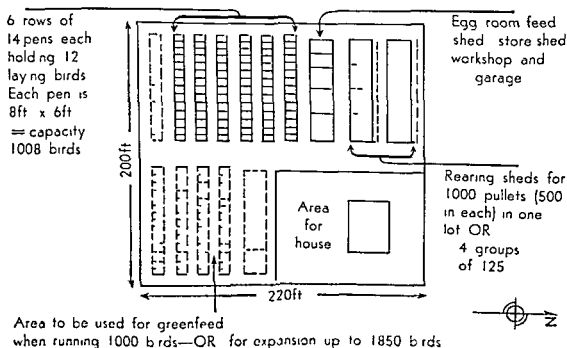 6 rows of
14 pens each
holding 12
laying birds
Each pen is
8ft x 6ft
= capacity
1008 birds
Egg room feed
shed store shed
workshop and
garage
200ft
Area
for
house
Rearing sheds for
1000 pullets (500
in each) in one
lot OR
4 groups
of 125
220ft
N
Area to be used for greenfeed
when running 1000 b rds—OR for expansion up to 1850 b rds